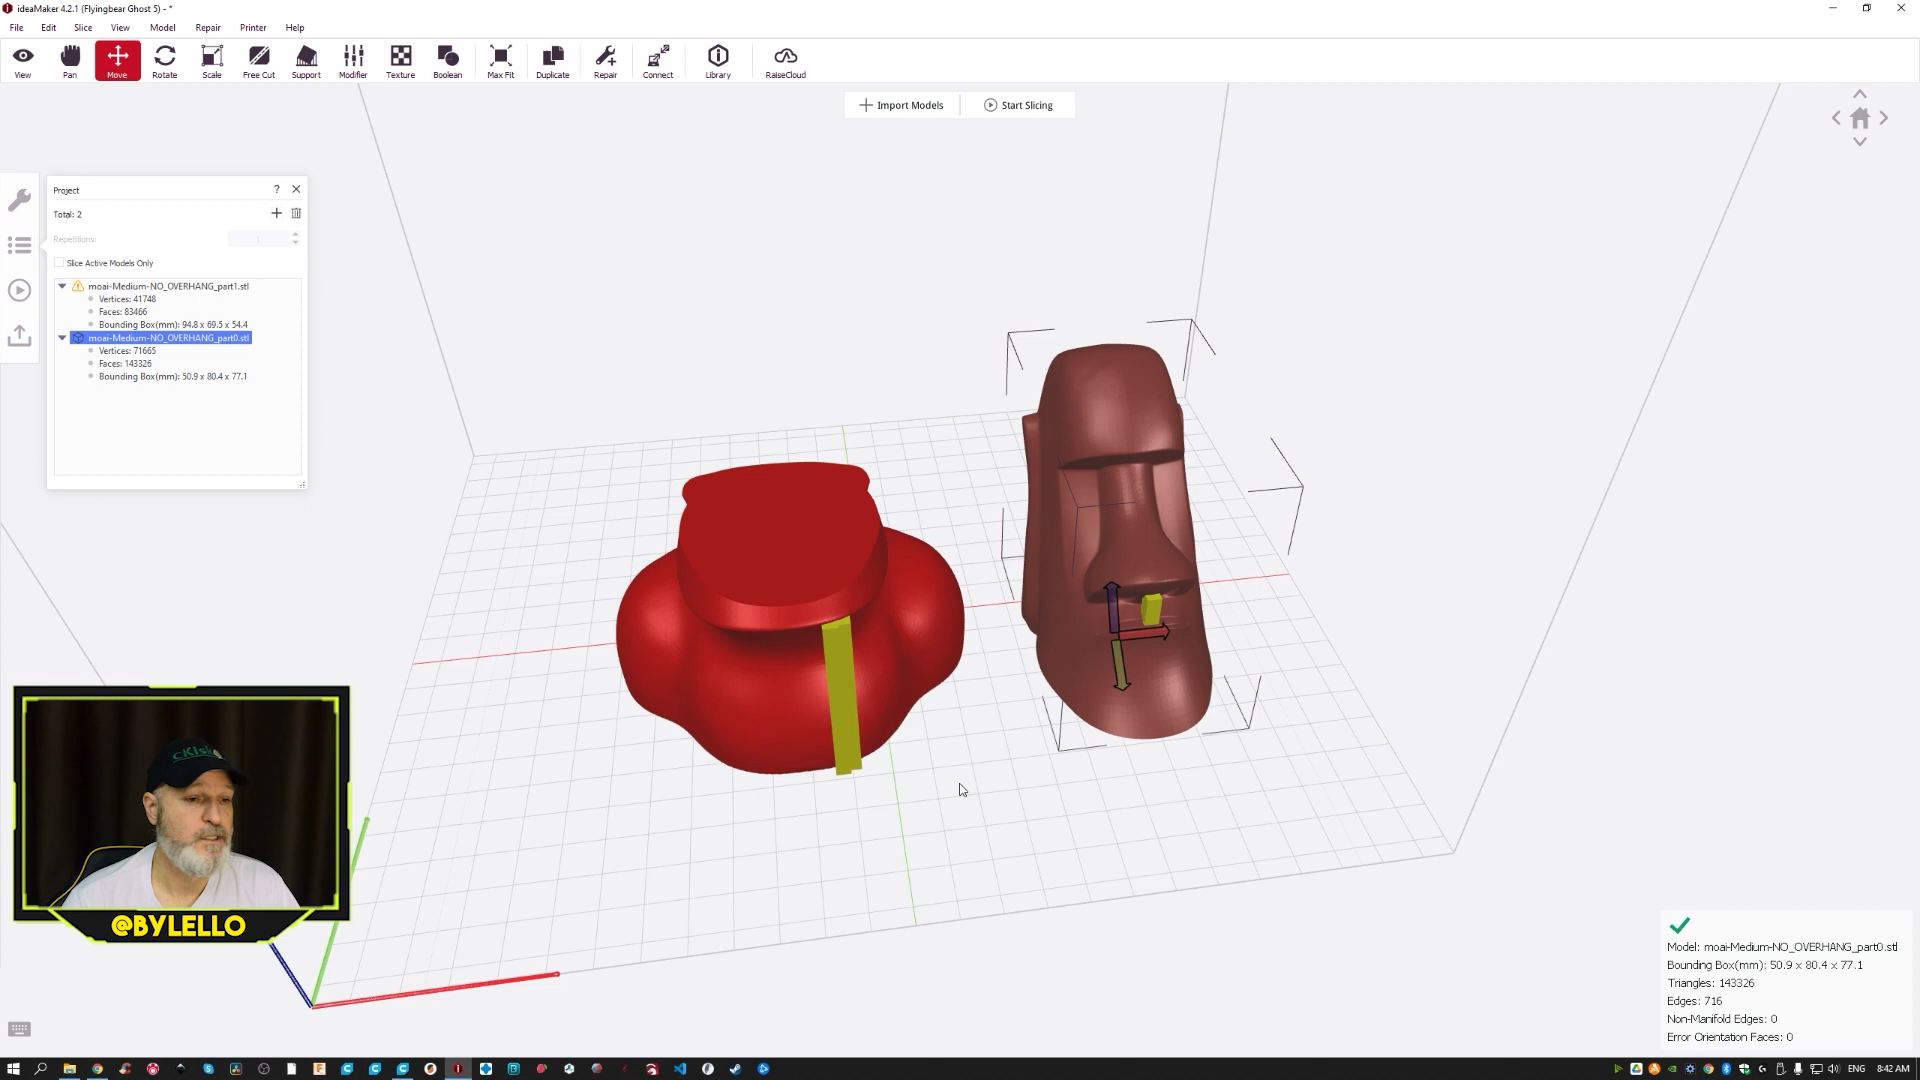 ideaMaker 4.2.1 (Flyingbear Ghost 5) - *
File Edit Slice View Model Repair Printer Help
View Pan Move Rotate Scale Free Cut Support Modifier Texture Boolean Max Fit Duplicate Repair Connect Library RaiseCloud
Import Models Start Slicing
Project ? ×
Total: 2
Repetitions: 1
Slice Active Models Only
moai-Medium-NO_OVERHANG_part1.stl
Vertices: 41748
Faces: 83466
Bounding Box(mm): 94.8 x 69.5 x 54.4
moai-Medium-NO_OVERHANG_part0.stl
Vertices: 71665
Faces: 143326
Bounding Box(mm): 50.9 x 80.4 x 77.1
@BYLELLO
Model: moai-Medium-NO_OVERHANG_part0.stl
Bounding Box(mm): 50.9 x 80.4 x 77.1
Triangles: 143326
Edges: 716
Non-Manifold Edges: 0
Error Orientation Faces: 0
ENG 8:42 AM